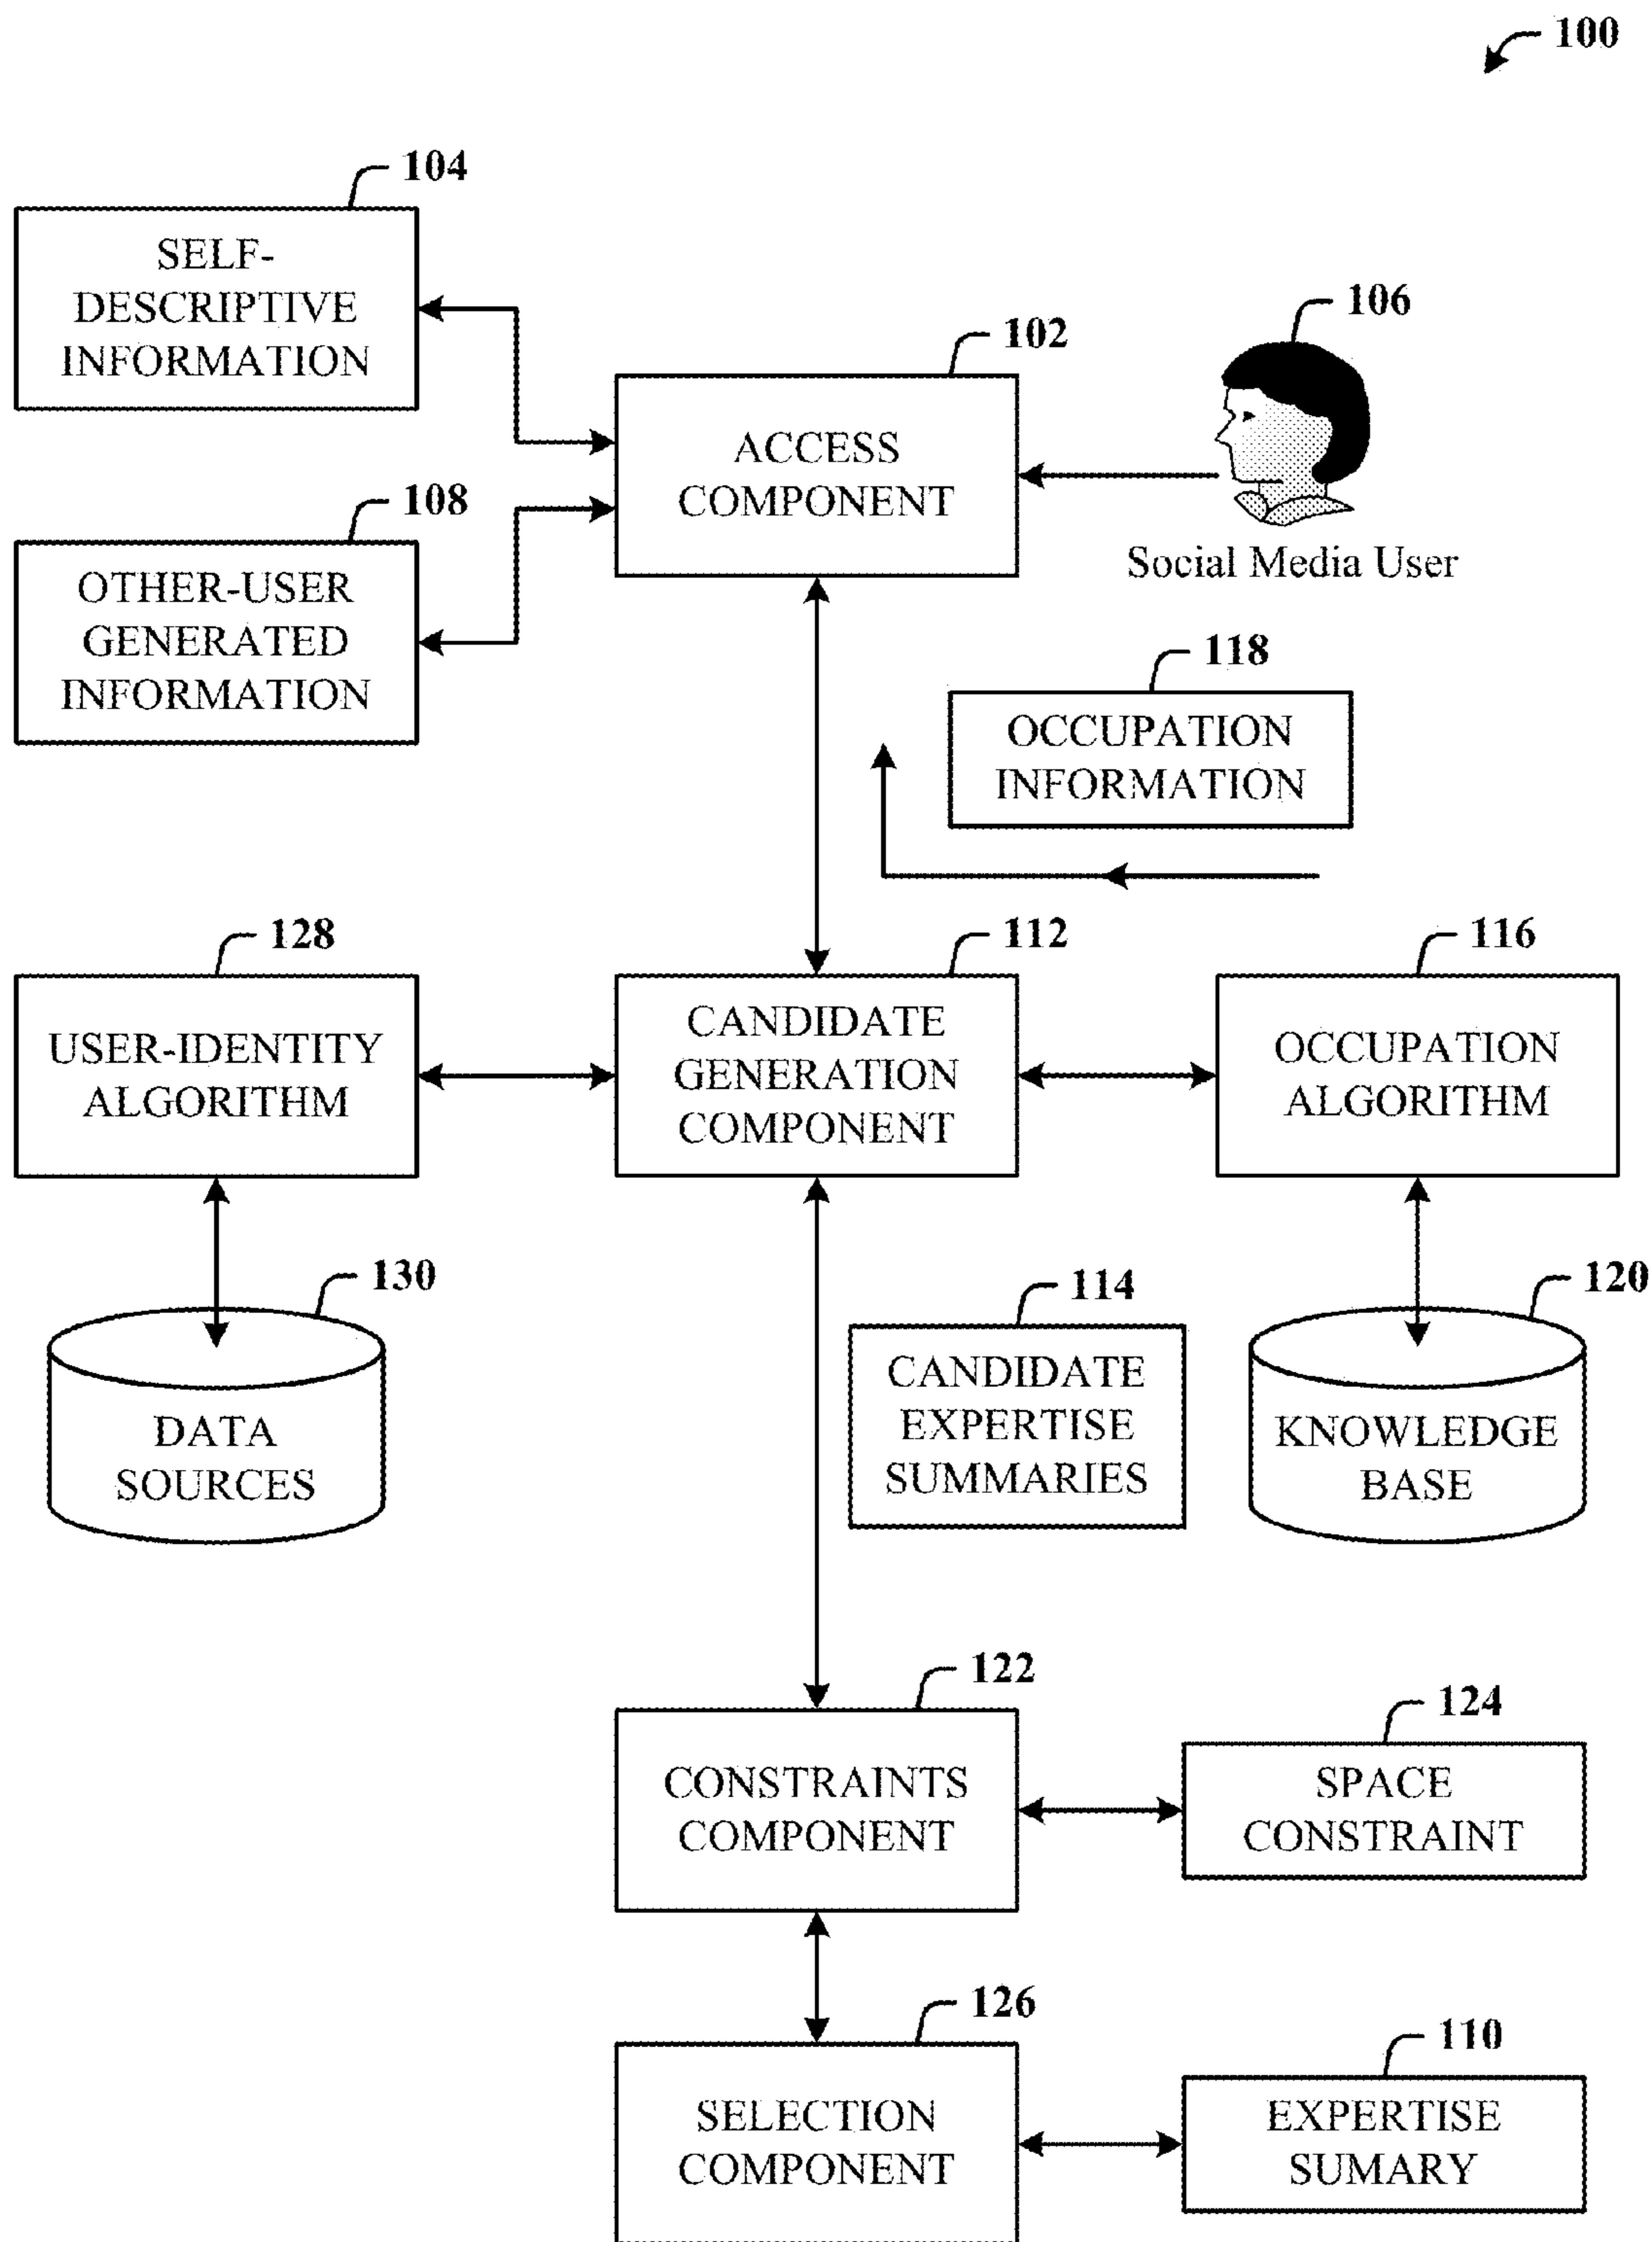 100
104
SELF-
DESCRIPTIVE
INFORMATION
106
102
ACCESS
COMPONENT
Social Media User
108
OTHER-USER
GENERATED
INFORMATION
118
OCCUPATION
INFORMATION
128
USER-IDENTITY
ALGORITHM
112
CANDIDATE
GENERATION
COMPONENT
116
OCCUPATION
ALGORITHM
130
DATA
SOURCES
114
CANDIDATE
EXPERTISE
SUMMARIES
120
KNOWLEDGE
BASE
122
CONSTRAINTS
COMPONENT
124
SPACE
CONSTRAINT
126
SELECTION
COMPONENT
110
EXPERTISE
SUMARY